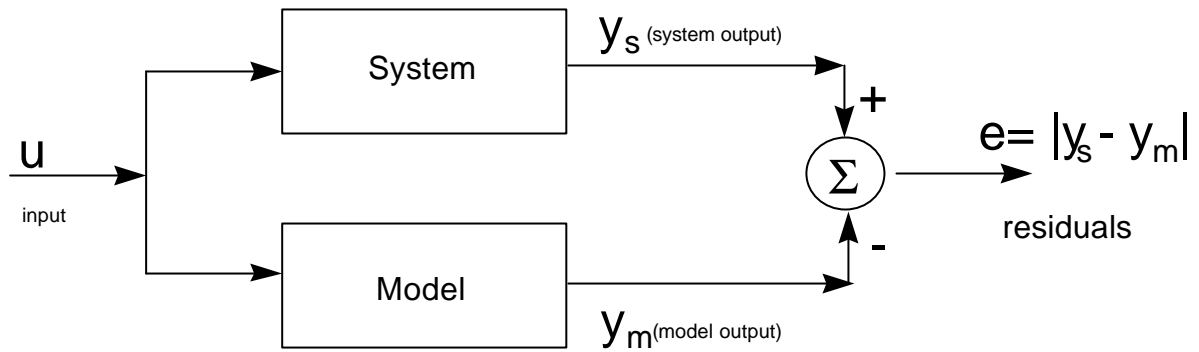 System
y_s (system output)
+
u
input
Σ
e= |y_s - y_m|
residuals
-
Model
y_m (model output)